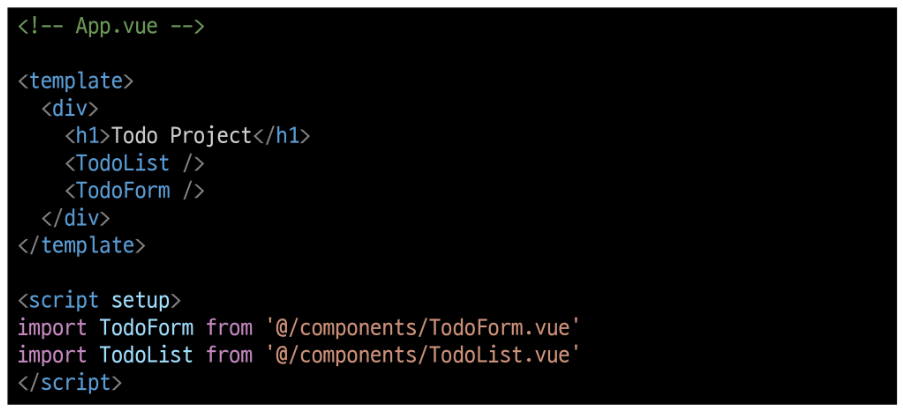 <!-- App.vue -->
<template>
  <div>
    <h1>Todo Project</h1>
    <TodoList />
    <TodoForm />
  </div>
</template>
<script setup>
import TodoForm from '@/components/TodoForm.vue'
import TodoList from '@/components/TodoList.vue'
</script>